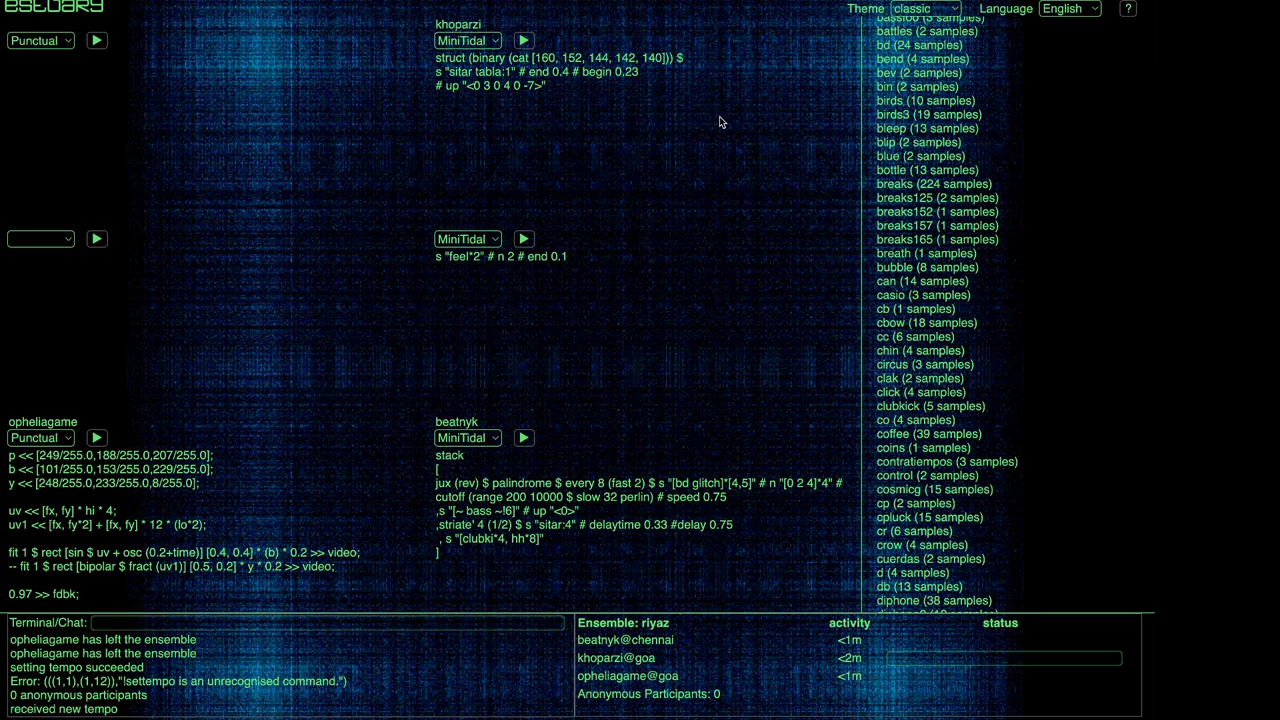 estuary
Theme classic Language English ?
Punctual
khoparzi
MiniTidal
struct (binary (cat [160, 152, 144, 142, 140])) $
s "sitar tabla:1" # end 0.4 # begin 0.23
# up "<0 3 0 4 0 -7>"
MiniTidal
s "feel*2" # n 2 # end 0.1
opheliagame
Punctual
p << [249/255.0,188/255.0,207/255.0];
b << [101/255.0,153/255.0,229/255.0];
y << [248/255.0,233/255.0,8/255.0];
uv << [fx, fy] * hi * 4;
uv1 << [fx, fy*2] + [fx, fy] * 12 * (lo*2);
fit 1 $ rect [sin $ uv + osc (0.2+time)] [0.4, 0.4] * (b) * 0.2 >> video;
-- fit 1 $ rect [bipolar $ fract (uv1)] [0.5, 0.2] * y * 0.2 >> video;
0.97 >> fdbk;
beatnyk
MiniTidal
stack
[
jux (rev) $ palindrome $ every 8 (fast 2) $ s "[bd glitch]*[4,5]" # n "[0 2 4]*4" #
cutoff (range 200 10000 $ slow 32 perlin) # speed 0.75
,s "[~ bass ~!6]" # up "<0>"
,striate' 4 (1/2) $ s "sitar:4" # delaytime 0.33 #delay 0.75
, s "[clubki*4, hh*8]"
]
bassfoo (3 samples)
battles (2 samples)
bd (24 samples)
bend (4 samples)
bev (2 samples)
bin (2 samples)
birds (10 samples)
birds3 (19 samples)
bleep (13 samples)
blip (2 samples)
blue (2 samples)
bottle (13 samples)
breaks (224 samples)
breaks125 (2 samples)
breaks152 (1 samples)
breaks157 (1 samples)
breaks165 (1 samples)
breath (1 samples)
bubble (8 samples)
can (14 samples)
casio (3 samples)
cb (1 samples)
cbow (18 samples)
cc (6 samples)
chin (4 samples)
circus (3 samples)
clak (2 samples)
click (4 samples)
clubkick (5 samples)
co (4 samples)
coffee (39 samples)
coins (1 samples)
contratiempos (3 samples)
control (2 samples)
cosmicg (15 samples)
cp (2 samples)
cpluck (15 samples)
cr (6 samples)
crow (4 samples)
cuerdas (2 samples)
d (4 samples)
db (13 samples)
diphone (38 samples)
Terminal/Chat:
opheliagame has left the ensemble
opheliagame has left the ensemble
setting tempo succeeded
Error: (((1,1),(1,12)),"!settempo is an unrecognised command.")
0 anonymous participants
received new tempo
Ensemble: riyaz activity status
beatnyk@chennai <1m
khoparzi@goa <2m
opheliagame@goa <1m
Anonymous Participants: 0